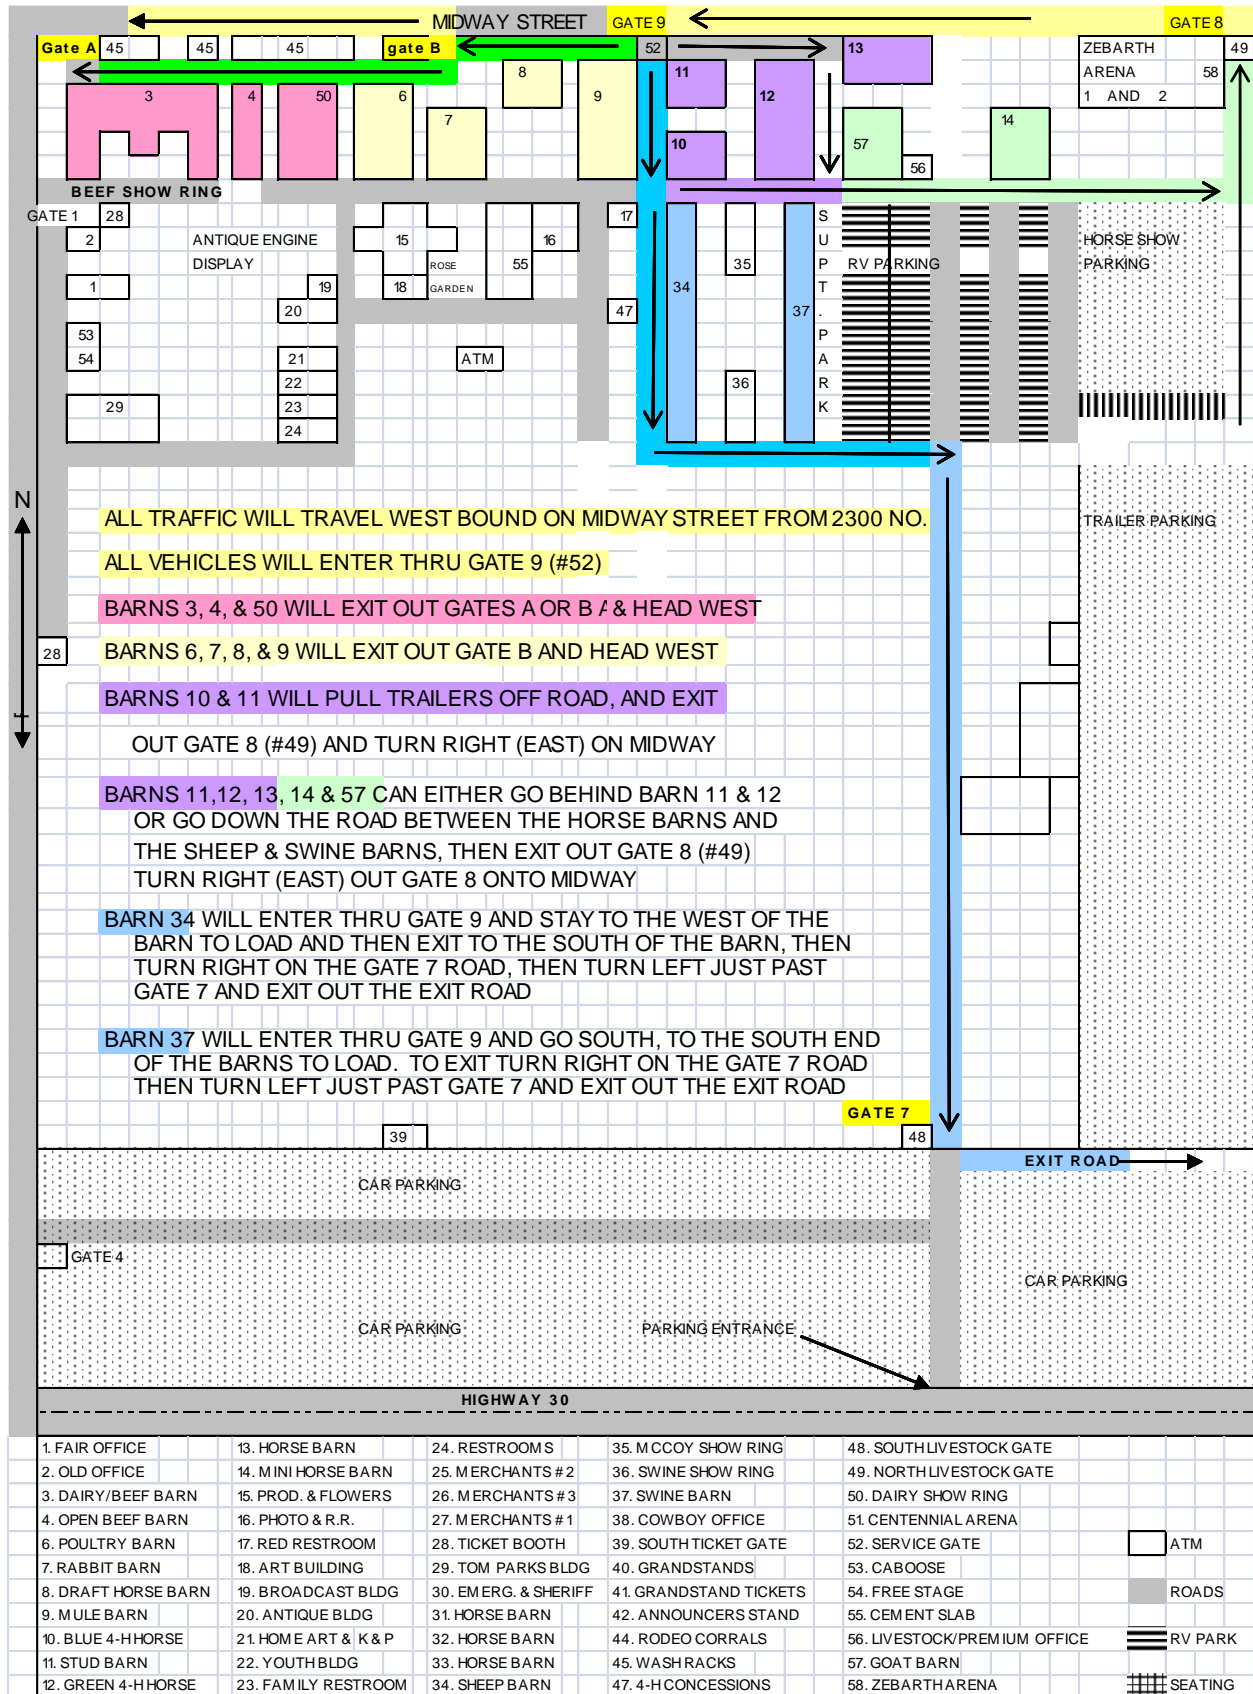 MIDWAY STREET
GATE 9
GATE 8
Gate A
45
45
45
gate B
52
13
ZEBARTH
49
8
11
ARENA
58
3
4
50
6
9
12
1 AND 2
7
57
14
10
56
BEEF SHOW RING
GATE 1
28
17
S
2
ANTIQUE ENGINE
15
16
U
HORSE SHOW
DISPLAY
ROSE
55
35
P
RV PARKING
PARKING
1
19
18
GARDEN
34
T
20
47
37
.
53
P
54
21
ATM
A
22
36
R
29
23
K
24
N
ALL TRAFFIC WILL TRAVEL WEST BOUND ON MIDWAY STREET FROM 2300 NO.
TRAILER PARKING
ALL VEHICLES WILL ENTER THRU GATE 9 (#52)
BARNS 3, 4, & 50 WILL EXIT OUT GATES A OR B A & HEAD WEST
28
BARNS 6, 7, 8, & 9 WILL EXIT OUT GATE B AND HEAD WEST
BARNS 10 & 11 WILL PULL TRAILERS OFF ROAD, AND EXIT
OUT GATE 8 (#49) AND TURN RIGHT (EAST) ON MIDWAY
BARNS 11,12, 13, 14 & 57 CAN EITHER GO BEHIND BARN 11 & 12
OR GO DOWN THE ROAD BETWEEN THE HORSE BARNS AND
THE SHEEP & SWINE BARNS, THEN EXIT OUT GATE 8 (#49)
TURN RIGHT (EAST) OUT GATE 8 ONTO MIDWAY
BARN 34 WILL ENTER THRU GATE 9 AND STAY TO THE WEST OF THE
BARN TO LOAD AND THEN EXIT TO THE SOUTH OF THE BARN, THEN
TURN RIGHT ON THE GATE 7 ROAD, THEN TURN LEFT JUST PAST
GATE 7 AND EXIT OUT THE EXIT ROAD
BARN 37 WILL ENTER THRU GATE 9 AND GO SOUTH, TO THE SOUTH END
OF THE BARNS TO LOAD. TO EXIT TURN RIGHT ON THE GATE 7 ROAD
THEN TURN LEFT JUST PAST GATE 7 AND EXIT OUT THE EXIT ROAD
GATE 7
39
48
EXIT ROAD
CAR PARKING
GATE 4
CAR PARKING
CAR PARKING
PARKING ENTRANCE
HIGHWAY 30
1. FAIR OFFICE
2. OLD OFFICE
3. DAIRY/BEEF BARN
4. OPEN BEEF BARN
6. POULTRY BARN
7. RABBIT BARN
8. DRAFT HORSE BARN
9. MULE BARN
10. BLUE 4-H HORSE
11. STUD BARN
12. GREEN 4-H HORSE
13. HORSE BARN
14. MINI HORSE BARN
15. PROD. & FLOWERS
16. PHOTO & R.R.
17. RED RESTROOM
18. ART BUILDING
19. BROADCAST BLDG
20. ANTIQUE BLDG
21. HOME ART & K & P
22. YOUTH BLDG
23. FAMILY RESTROOM
24. RESTROOMS
25. MERCHANTS #2
26. MERCHANTS #3
27. MERCHANTS #1
28. TICKET BOOTH
29. TOM PARKS BLDG
30. EMERG. & SHERIFF
31. HORSE BARN
32. HORSE BARN
33. HORSE BARN
34. SHEEP BARN
35. MCCOY SHOW RING
36. SWINE SHOW RING
37. SWINE BARN
38. COWBOY OFFICE
39. SOUTH TICKET GATE
40. GRANDSTANDS
41. GRANDSTAND TICKETS
42. ANNOUNCERS STAND
44. RODEO CORRALS
45. WASH RACKS
47. 4-H CONCESSIONS
48. SOUTH LIVESTOCK GATE
49. NORTH LIVESTOCK GATE
50. DAIRY SHOW RING
51. CENTENNIAL ARENA
52. SERVICE GATE
53. CABOOSE
54. FREE STAGE
55. CEMENT SLAB
56. LIVESTOCK/PREMIUM OFFICE
57. GOAT BARN
58. ZEBARTH ARENA
ATM
ROADS
RV PARK
SEATING